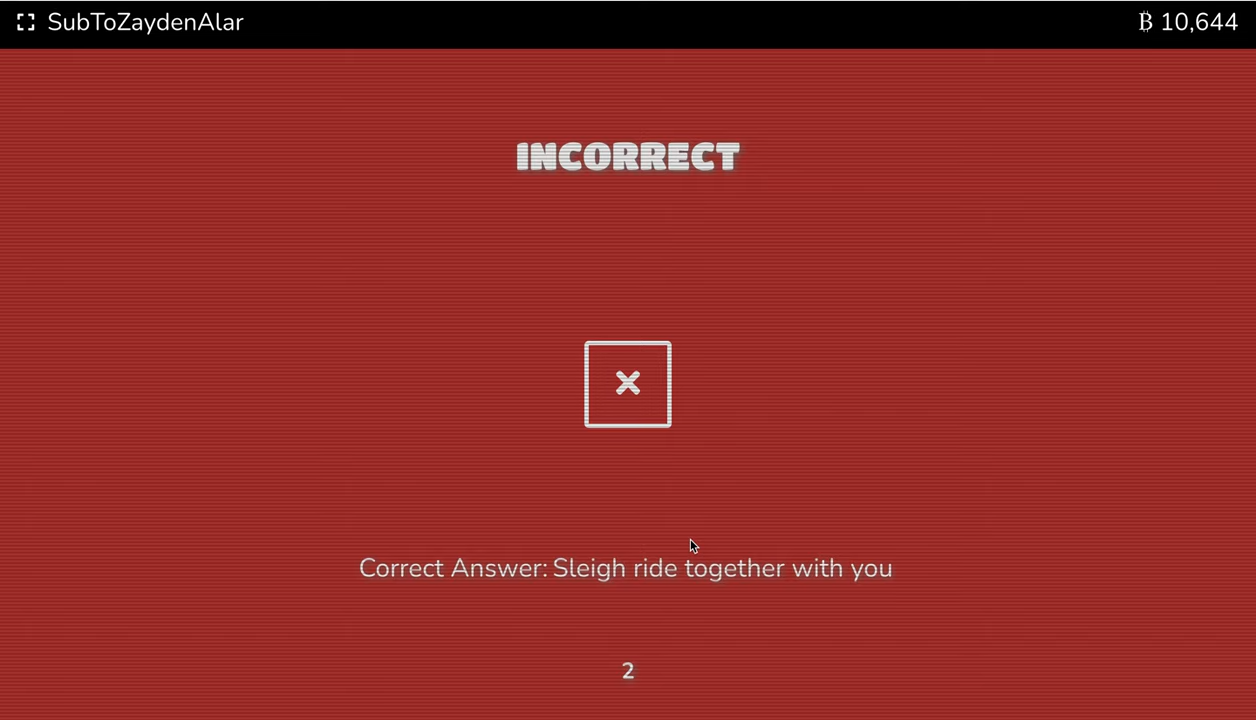 SubToZaydenAlar
₿ 10,644
INCORRECT
Correct Answer: Sleigh ride together with you
2